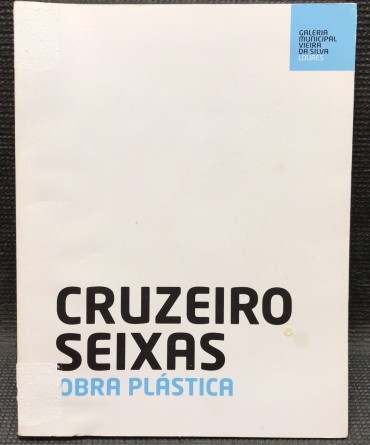 GALERIA
MUNICIPAL
VIEIRA
DA SILVA
LOURES
CRUZEIRO
SEIXAS
OBRA PLÁSTICA